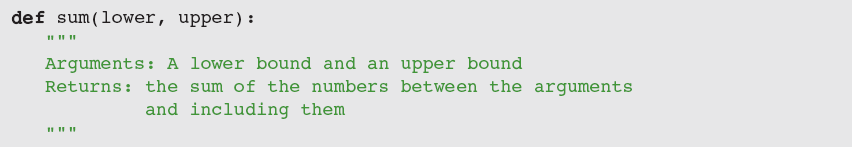 def sum(lower, upper):
"""
Arguments: A lower bound and an upper bound
Returns: the sum of the numbers between the arguments
and including them
"""